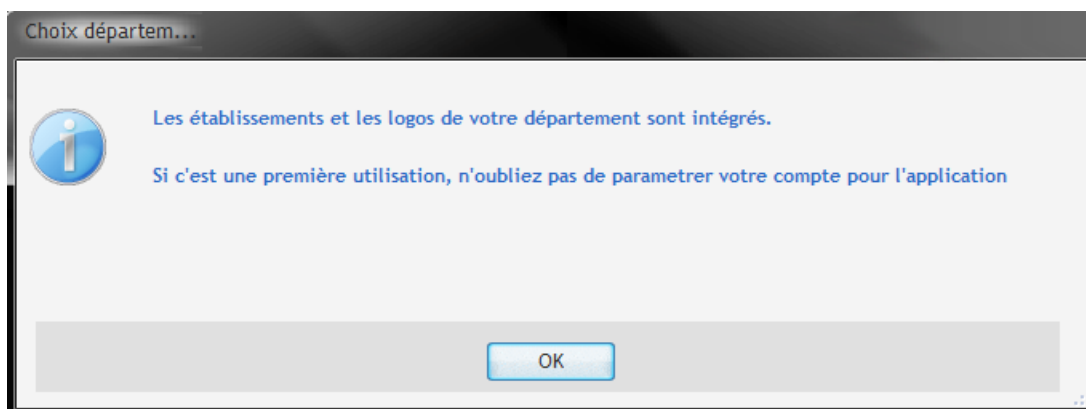 Choix départem...
Les établissements et les logos de votre département sont intégrés.
Si c'est une première utilisation, n'oubliez pas de parametrer votre compte pour l'application
OK